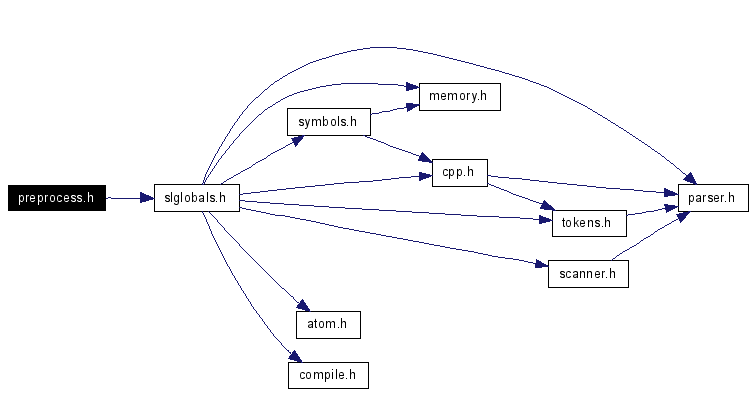 memory.h
symbols.h
cpp.h
preprocess.h
slglobals.h
parser.h
tokens.h
scanner.h
atom.h
compile.h